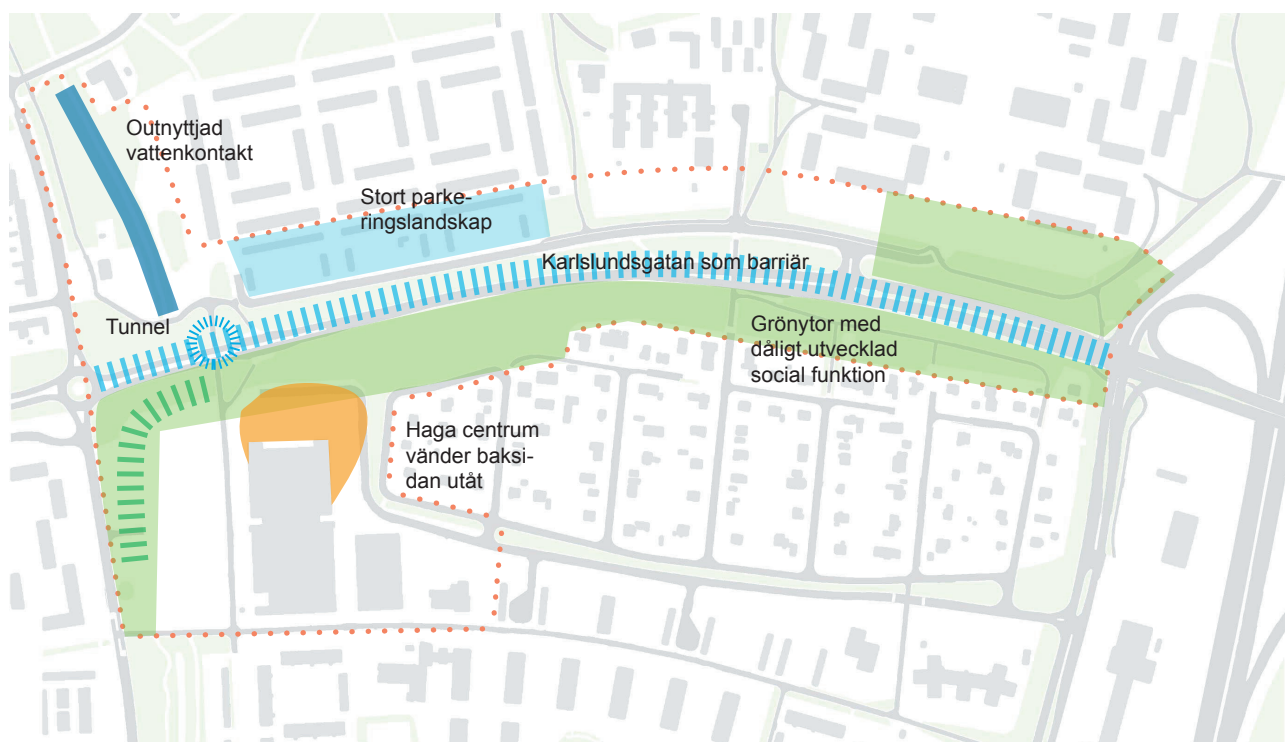 Outnyttjad
vattenkontakt
Stort parke-
ringslandskap
Karlslundsgatan som barriär
Tunnel
Grönytor med
dåligt utvecklad
social funktion
Haga centrum
vänder baksi-
dan utåt